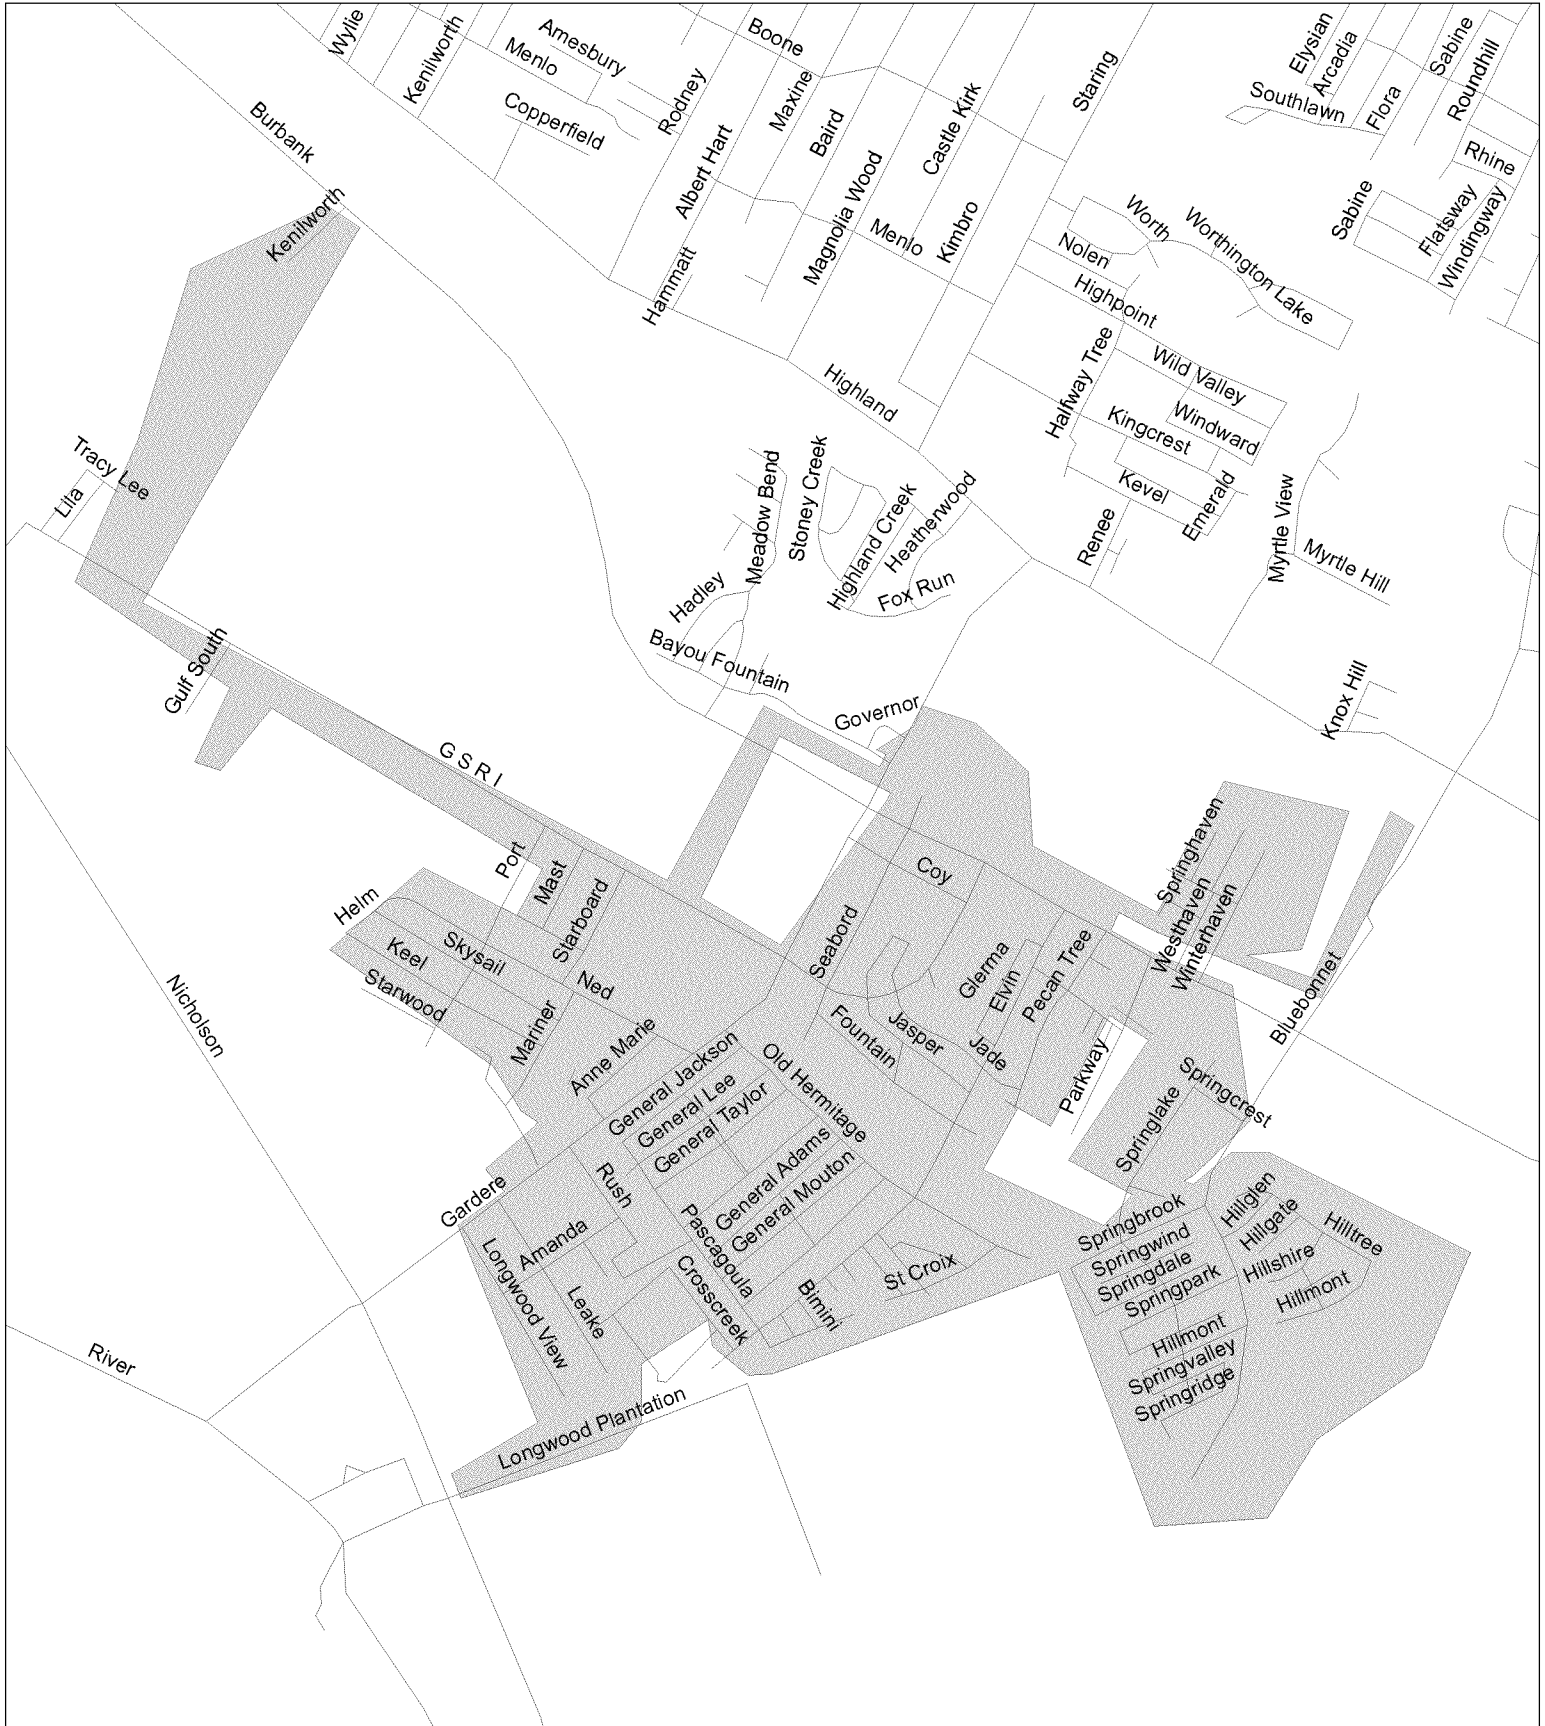 Wylie
Kenilworth
Menlo
Amesbury
Copperfield
Rodney
Boone
Maxine
Albert Hart
Baird
Magnolia Wood
Castle Kirk
Staring
Elysian
Arcadia
Southlawn
Flora
Sabine
Roundhill
Rhine
Burbank
Kenilworth
Hammatt
Menlo
Kimbro
Worth
Worthington Lake
Nolen
Highpoint
Sabine
Flatsway
Windingway
Highland
Halfway Tree
Wild Valley
Windward
Kingcrest
Kevel
Emerald
Renee
Myrtle View
Myrtle Hill
Tracy Lee
Lila
Meadow Bend
Stoney Creek
Highland Creek
Heatherwood
Fox Run
Hadley
Bayou Fountain
Governor
Knox Hill
Gulf South
G S R I
Port
Mast
Starboard
Helm
Skysail
Keel
Starwood
Ned
Mariner
Anne Marie
Nicholson
Coy
Seabord
Glerma
Elvin
Pecan Tree
Springhaven
Westhaven
Winterhaven
Bluebonnet
Fountain
Jasper
Jade
Parkway
Springcrest
Springlake
General Jackson
General Lee
General Taylor
Old Hermitage
General Adams
General Mouton
Gardere
Rush
Pascagoula
Amanda
Longwood View
Leake
Crosscreek
Bimini
St Croix
Springbrook
Springwind
Springdale
Springpark
Hillglen
Hillgate
Hilltree
Hillshire
Hillmont
Hillmont
Springvalley
Springridge
River
Longwood Plantation